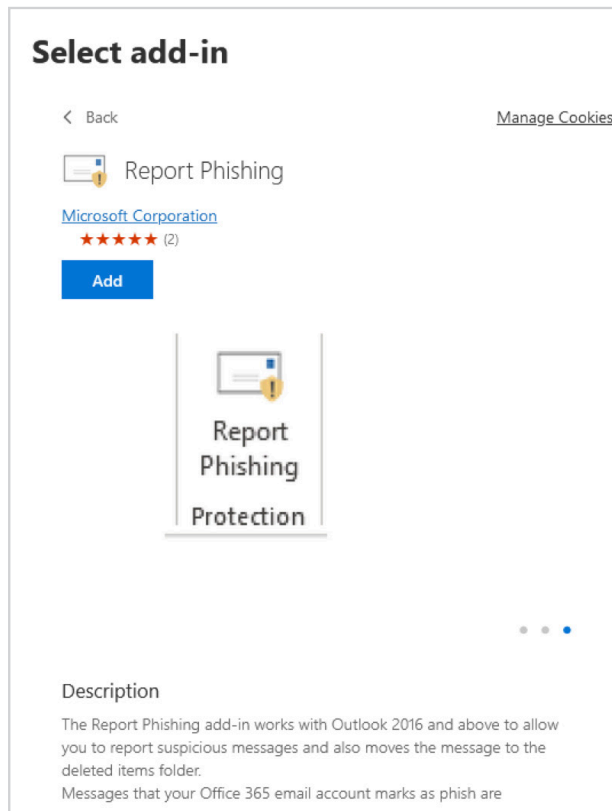 Select add-in
Back
Manage Cookies
Report Phishing
Microsoft Corporation
(2)
Add
Report
Phishing
Protection
Description
The Report Phishing add-in works with Outlook 2016 and above to allow
you to report suspicious messages and also moves the message to the
deleted items folder.
Messages that your Office 365 email account marks as phish are